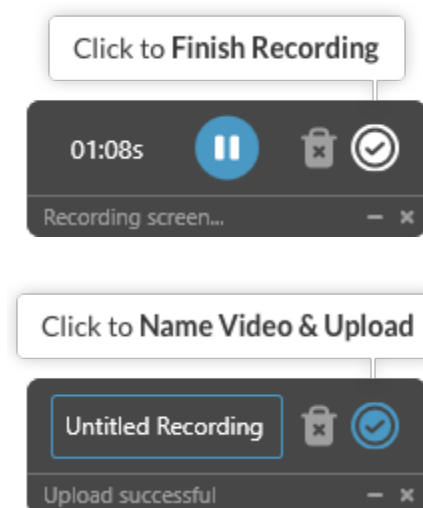 Click to Finish Recording
01:08s
Recording screen...
Click to Name Video & Upload
Untitled Recording
Upload successful